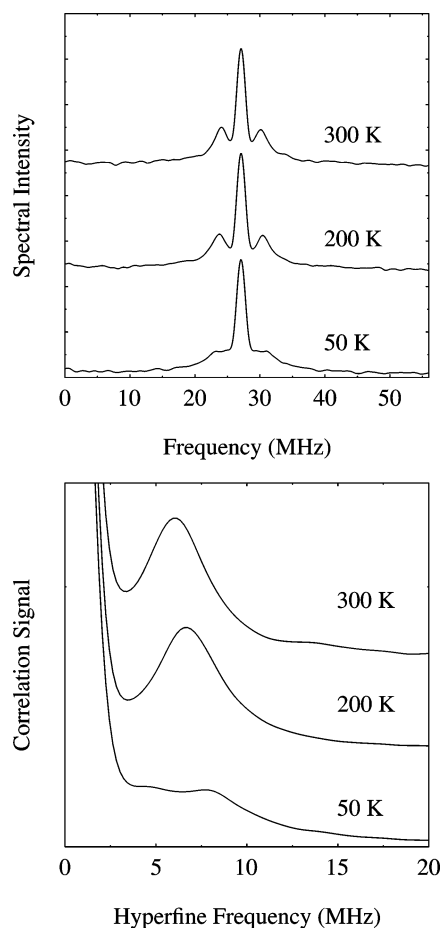 Spectral Intensity
300 K
200 K
50 K
0 10 20 30 40 50
Frequency (MHz)
Correlation Signal
300 K
200 K
50 K
0 5 10 15 20
Hyperfine Frequency (MHz)